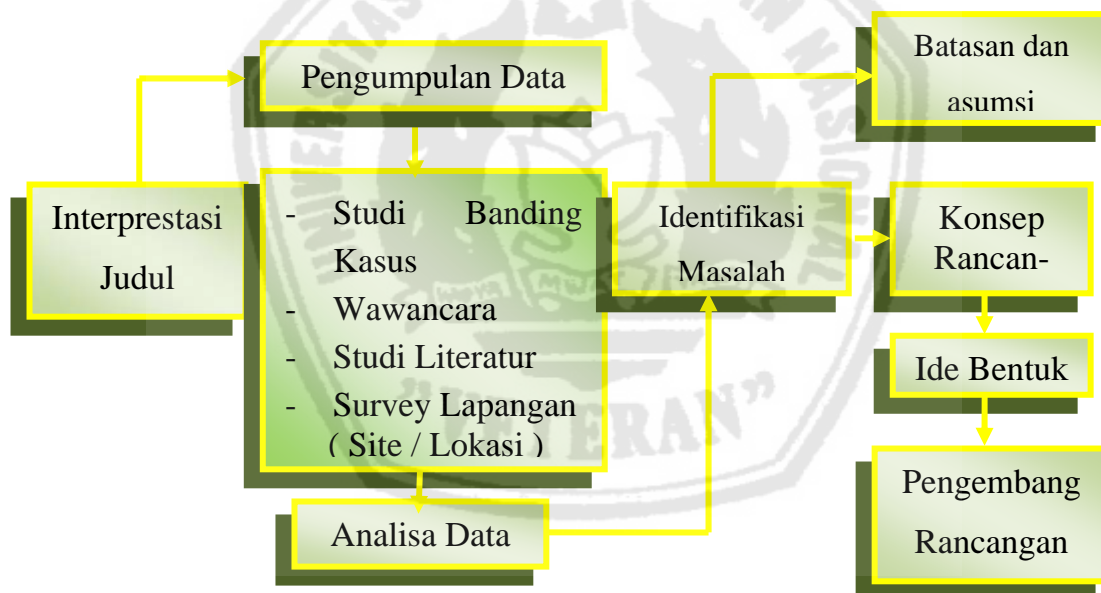 Interprestasi
Judul
Pengumpulan Data
- Studi Banding
Kasus
- Wawancara
- Studi Literatur
- Survey Lapangan
( Site / Lokasi )
Analisa Data
Identifikasi
Masalah
Batasan dan
asumsi
Konsep
Rancan-
Ide Bentuk
Pengembang
Rancangan
"VETERAN"